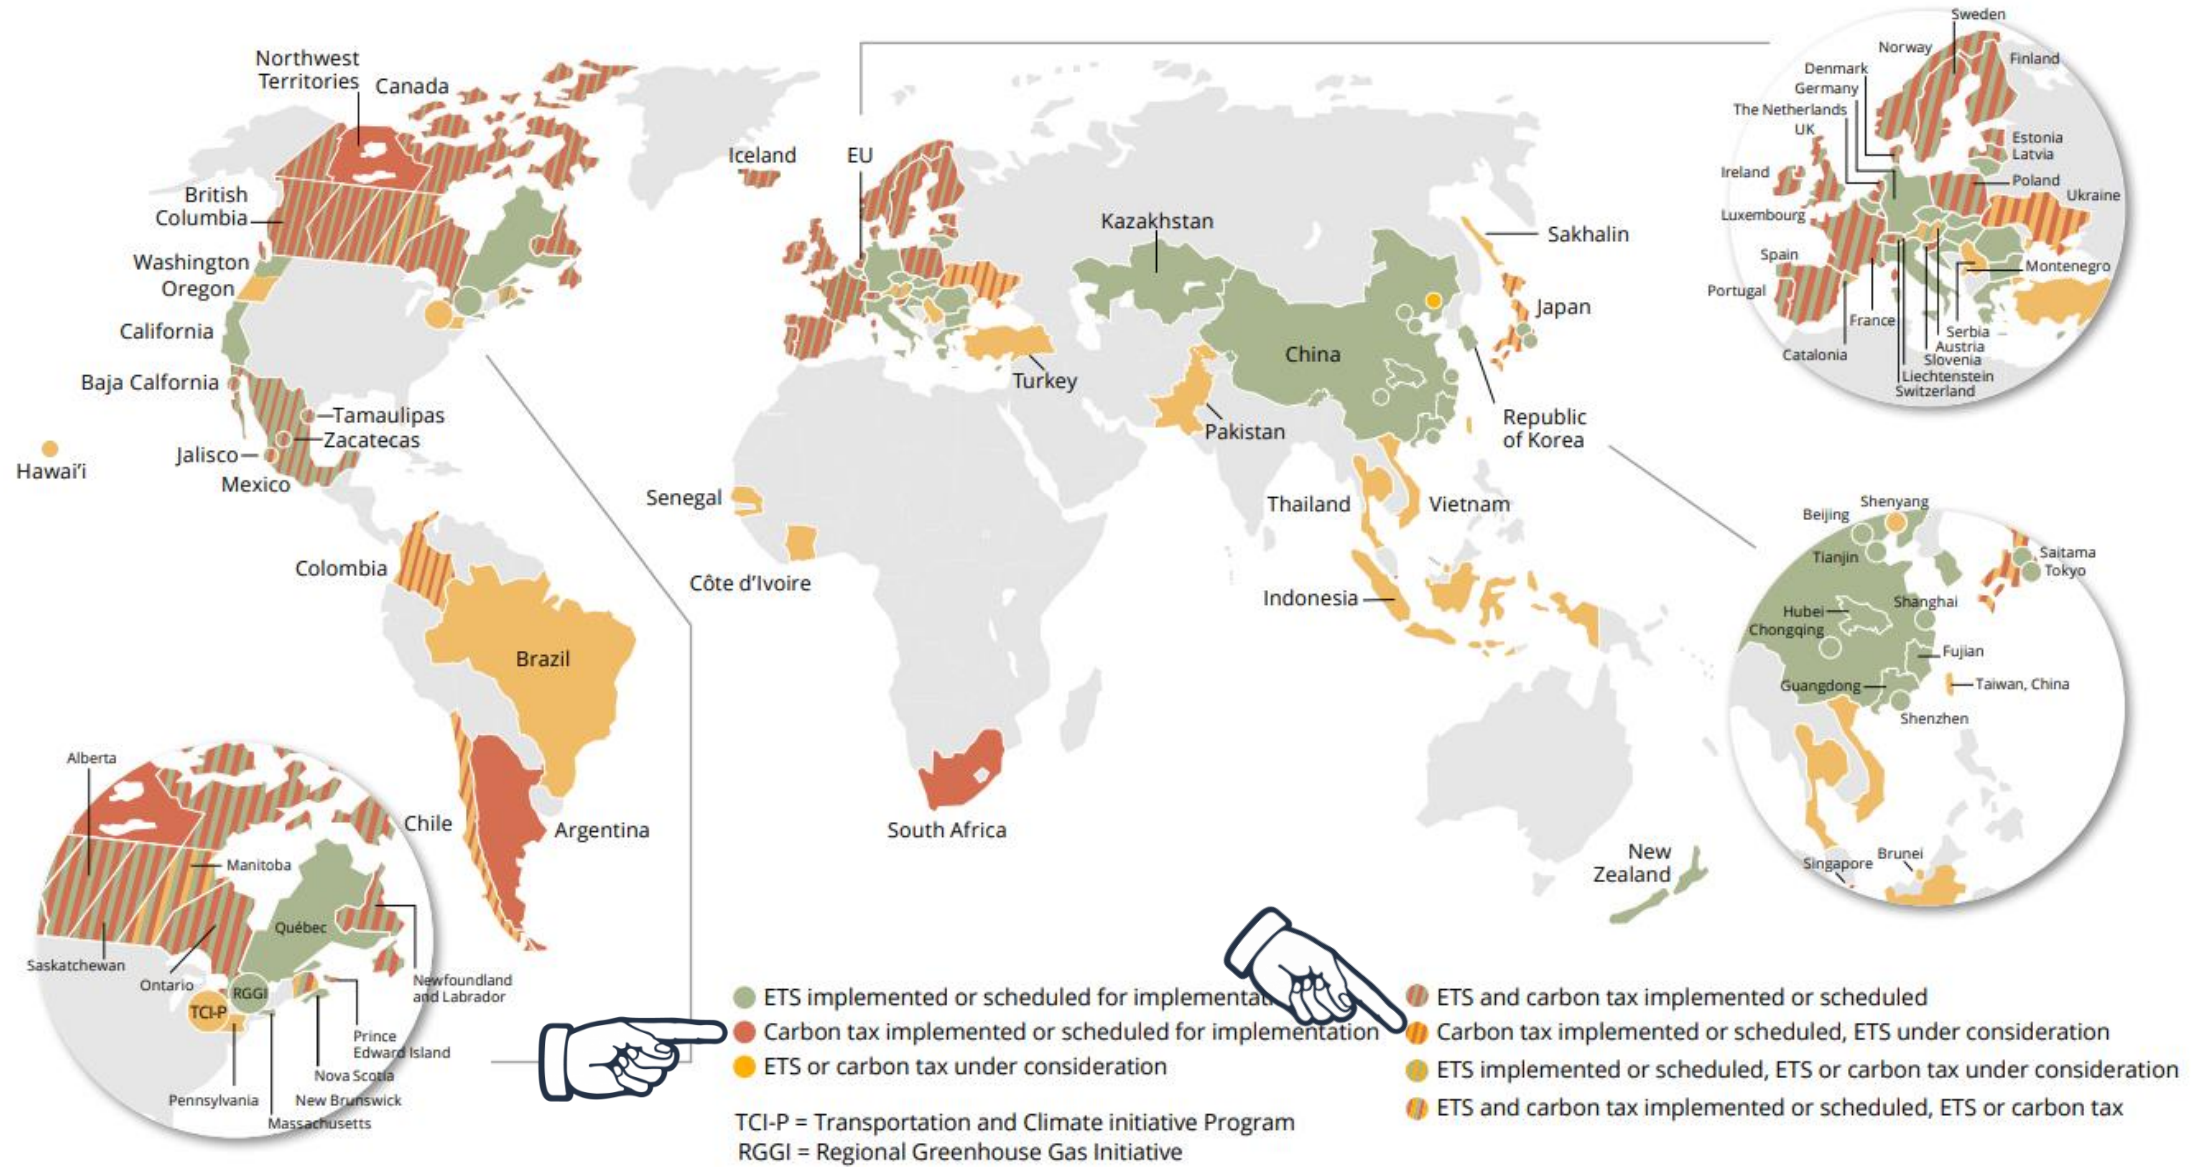 Northwest
Territories
Canada
British
Columbia
Washington
Oregon
California
Baja Calfornia
Tamaulipas
Zacatecas
Jalisco
Mexico
Hawai'i
Colombia
Brazil
Chile
Argentina
Iceland
EU
Kazakhstan
China
Turkey
Pakistan
Sakhalin
Japan
Republic
of Korea
Senegal
Côte d'Ivoire
Thailand
Vietnam
Indonesia
South Africa
New
Zealand
Sweden
Norway
Finland
Denmark
Germany
The Netherlands
UK
Estonia
Latvia
Ireland
Poland
Ukraine
Luxembourg
Spain
Montenegro
Portugal
France
Serbia
Austria
Catalonia
Slovenia
Liechtenstein
Switzerland
Shenyang
Beijing
Tianjin
Saitama
Tokyo
Shanghai
Hubei
Chongqing
Fujian
Guangdong
Taiwan, China
Shenzhen
Brunei
Singapore
Alberta
Manitoba
Québec
Saskatchewan
Ontario
Newfoundland
and Labrador
RGGI
TCI-P
Prince
Edward Island
Nova Scotia
Pennsylvania
New Brunswick
Massachusetts
ETS implemented or scheduled for
Carbon tax implemented or scheduled for implementation
ETS or carbon tax under consideration
TCI-P = Transportation and Climate initiative Program
RGGI = Regional Greenhouse Gas Initiative
ETS and carbon tax implemented or scheduled
Carbon tax implemented or scheduled, ETS under consideration
ETS implemented or scheduled, ETS or carbon tax under consideration
ETS and carbon tax implemented or scheduled, ETS or carbon tax